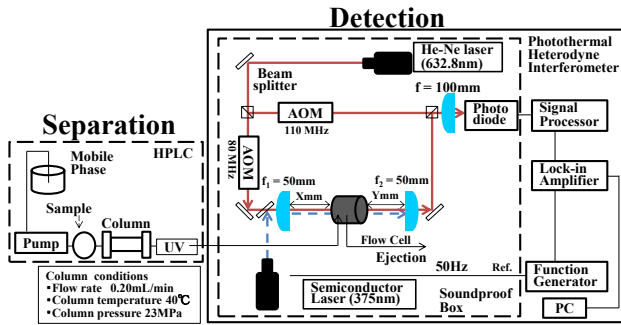 Detection
He-Ne laser
(632.8nm)
Photothermal
Heterodyne
Interferometer
Beam
splitter
f = 100mm
AOM
110 MHz
Photo
diode
Signal
Processor
Separation
HPLC
Mobile
Phase
AOM
80 MHz
Lock-in
Amplifier
f₁ = 50mm
Xmm
Ymm
f₂ = 50mm
Sample
Column
Pump
UV
Flow Cell
Ejection
50Hz
Ref.
Function
Generator
Column conditions
•Flow rate 0.20mL/min
•Column temperature 40℃
•Column pressure 23MPa
Semiconductor
Laser (375nm)
Soundproof
Box
PC